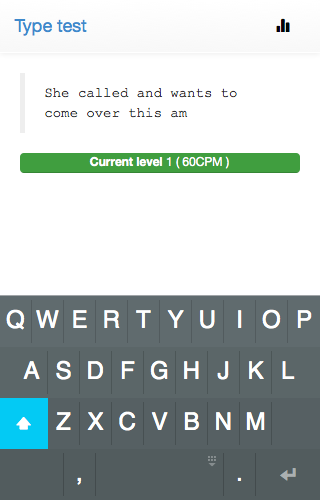 Type test
She called and wants to
come over this am
Current level 1 ( 60CPM )
Q W E R T Y U I O P
A S D F G H J K L
Z X C V B N M
, .